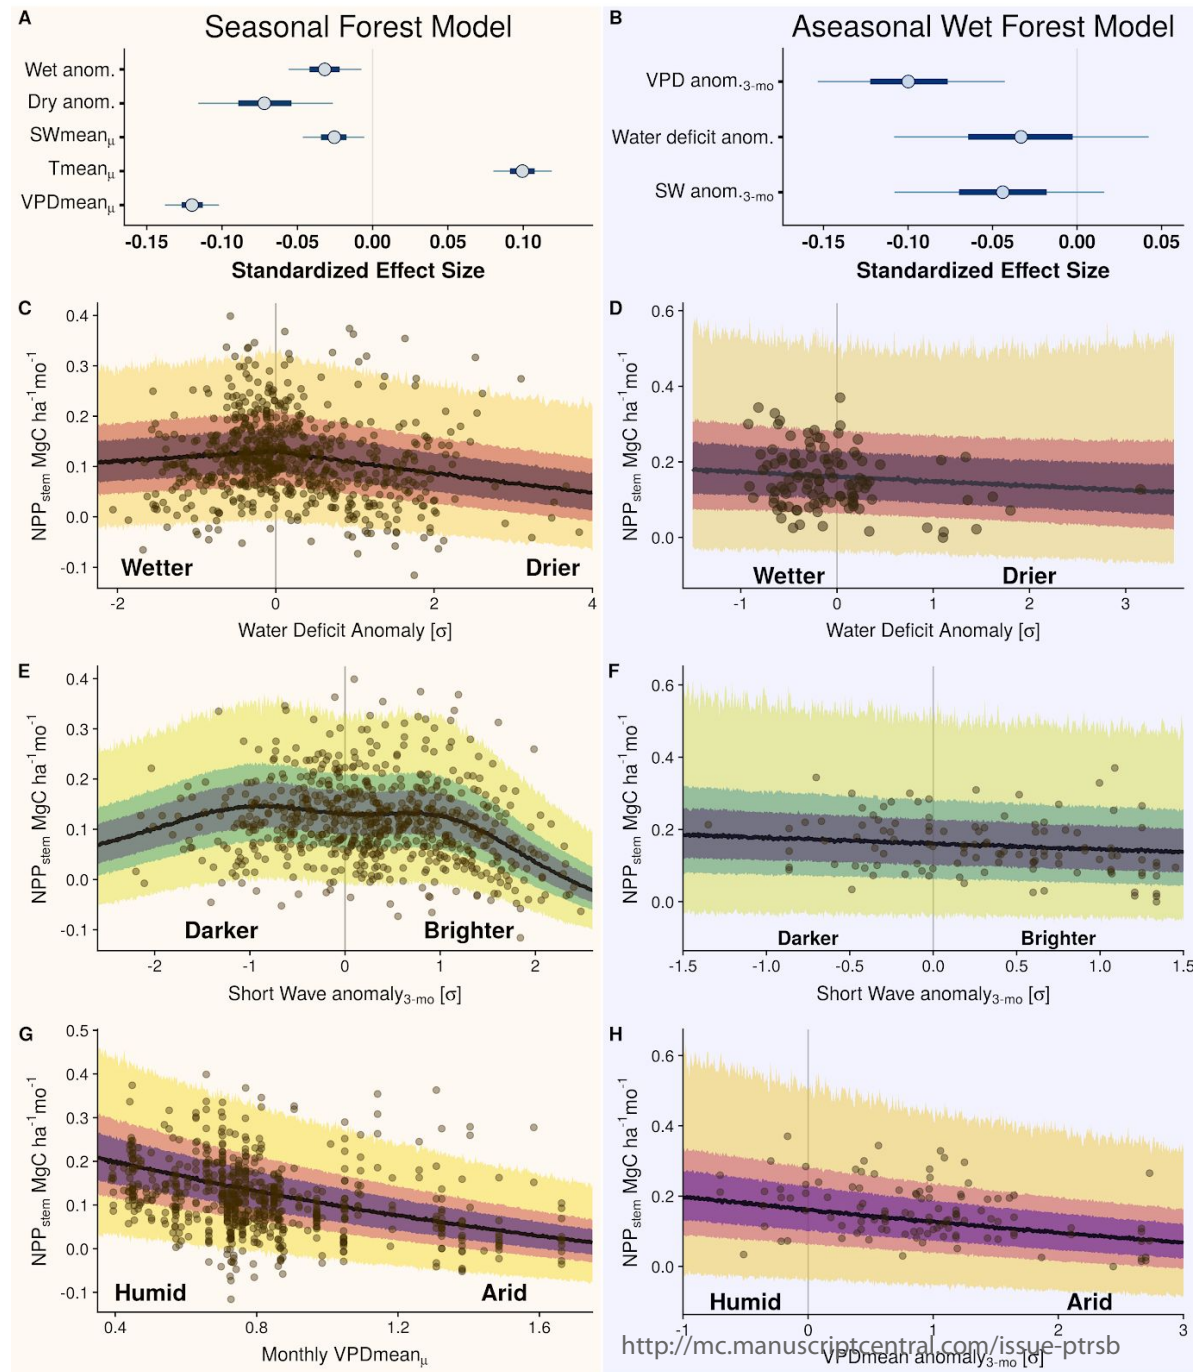 A
Seasonal Forest Model
Wet anom.
Dry anom.
SWmeanμ
Tmeanμ
VPDmeanμ
-0.15 -0.10 -0.05 0.00 0.10
Standardized Effect Size
B
Aseasonal Wet Forest Model
VPD anom.3-mo
Water deficit anom.
SW anom.3-mo
-0.15 -0.10 -0.05 0.00 0.05
Standardized Effect Size
C
NPPstem MgC ha-1mo-1
0.4
0.3
0.2
0.1
0.0
-0.1
Wetter Drier
-2 0 2 4
Water Deficit Anomaly [σ]
D
NPPstem MgC ha-1mo-1
0.6
0.4
0.2
0.0
Wetter Drier
-1 0 1 3
Water Deficit Anomaly [σ]
E
NPPstem MgC ha-1mo-1
0.4
0.3
0.2
0.1
0.0
-0.1
Darker Brighter
-2 -1 0 1 2
Short Wave anomaly3-mo [σ]
F
NPPstem MgC ha-1mo-1
0.6
0.4
0.2
0.0
Darker Brighter
-1.5 -1.0 -0.5 0.0 0.5 1.0 1.5
Short Wave anomaly3-mo [σ]
G
NPPstem MgC ha-1mo-1
0.5
0.4
0.3
0.2
0.1
0.0
-0.1
Humid Arid
0.4 0.8 1.2 1.6
Monthly VPDmeanμ
H
NPPstem MgC ha-1mo-1
0.6
0.4
0.2
0.0
Humid Arid
-1 0 1 2 3
http://mc.manuscriptcentral.com/issue-ptrsb
VPDmean anomaly3-mo [σ]